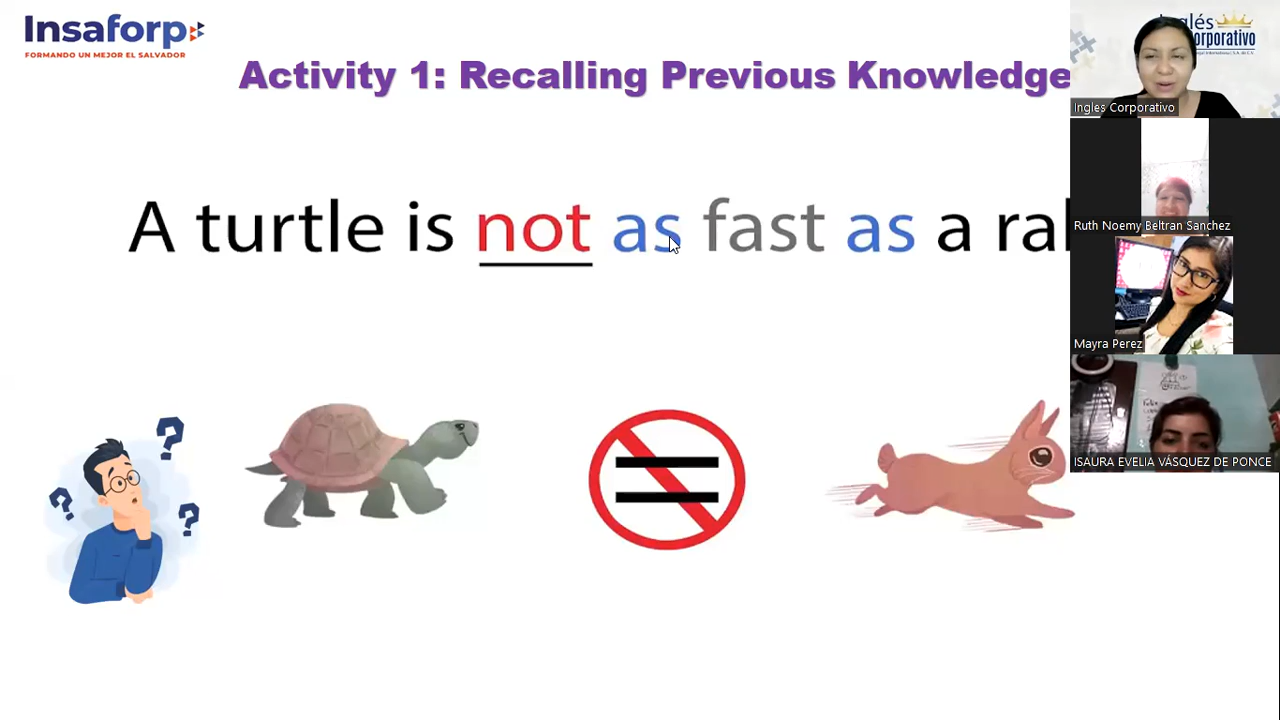 Insaforp
FORMANDO UN MEJOR EL SALVADOR
Activity 1: Recalling Previous Knowledge
A turtle is not as fast as a
Inglés
Corporativo
Ingles Corporativo
Ruth Noemy Beltran Sanchez
Mayra Perez
ISAURA EVELIA VÁSQUEZ DE PONCE